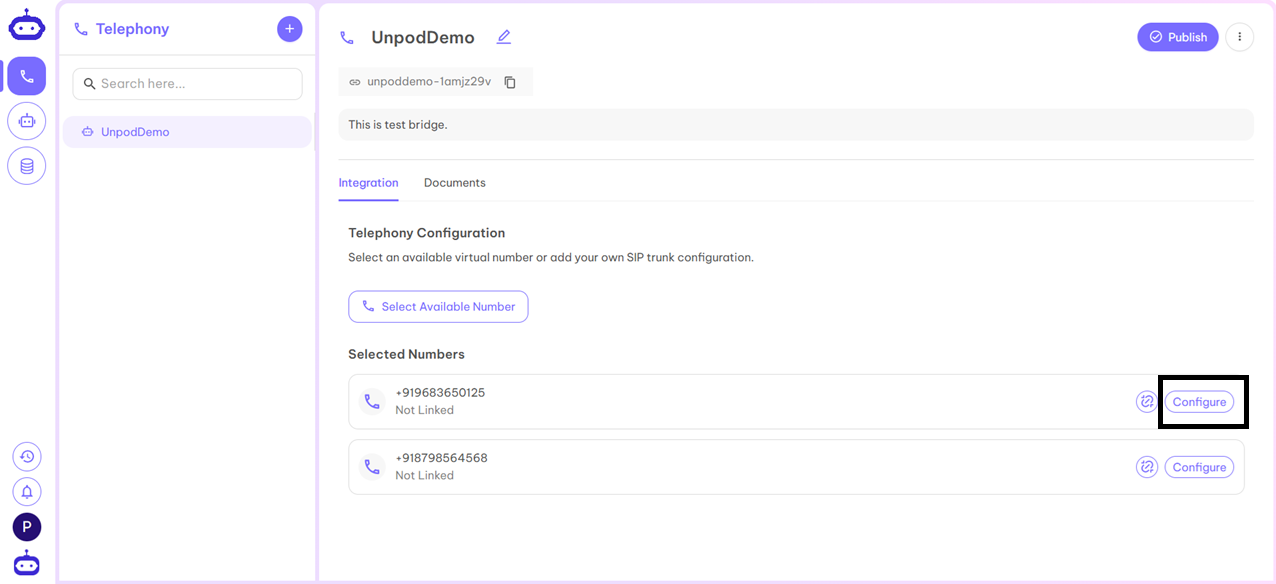 Telephony
+
Search here...
UnpodDemo
P
UnpodDemo
Publish
unpoddemo-1amjz29v
This is test bridge.
Integration Documents
Telephony Configuration
Select an available virtual number or add your own SIP trunk configuration.
Select Available Number
Selected Numbers
+919683650125
Not Linked
Configure
+918798564568
Not Linked
Configure